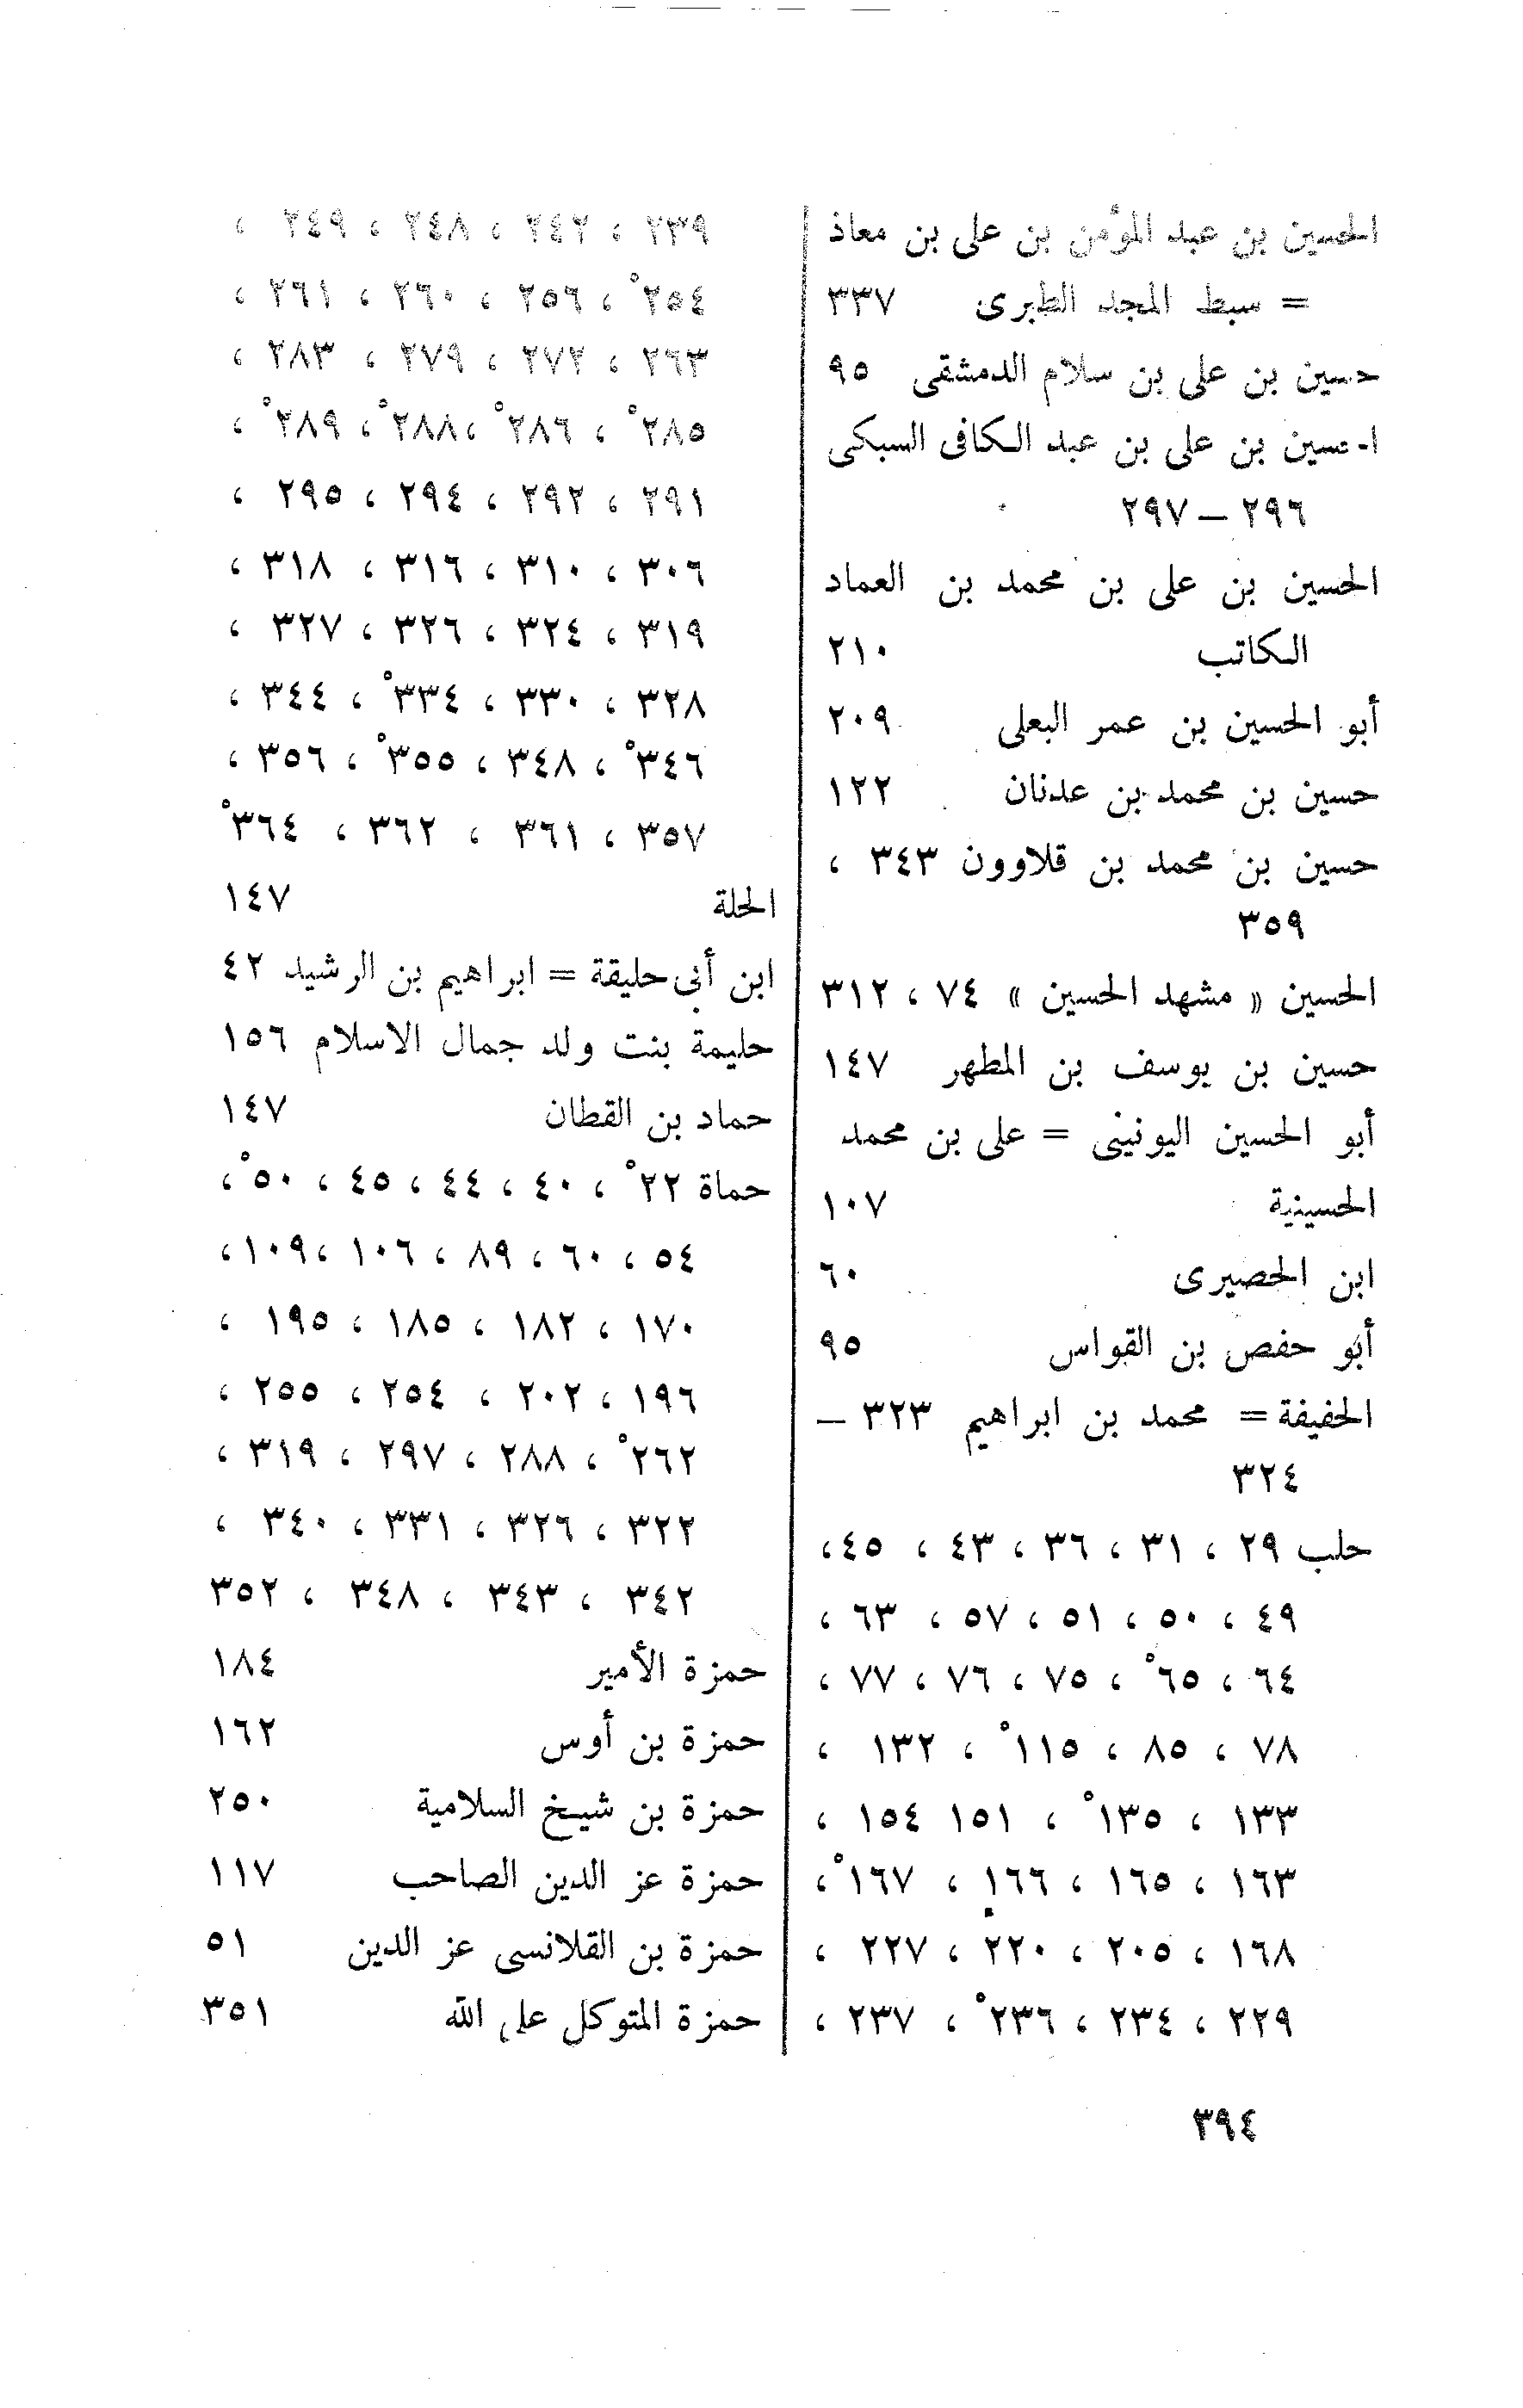 الحسين بن عبد المؤمن بن على بن معاذ
= سبط المجد الطبرى ٣٣٧
حسين بن على بن سلام الدمشقى ٩٥
الحسين بن على بن عبد الكافى السبكى
٢٩٦ – ٢٩٧
الحسين بن على بن محمد بن العماد
الكاتب ٢١٠
أبو الحسين بن عمر البعلى ٢٠٩
حسين بن محمد بن عدنان ١٢٢
حسين بن محمد بن قلاوون ٣٤٣ ،
٣٥٩
الحسين « مشهد الحسين » ٧٤ ، ٣١٢
حسين بن يوسف بن المطهر ١٤٧
أبو الحسين اليونينى = على بن محمد
الحسينية ١٠٧
ابن الحصيرى ٦٠
أبو حفص بن القواس ٩٥
الحفيفة = محمد بن ابراهيم ٣٢٣ –
٣٢٤
حلب ٢٩ ، ٣١ ، ٣٦ ، ٤٣ ، ٤٥ ،
٤٩ ، ٥٠ ، ٥١ ، ٥٧ ، ٦٣ ،
٦٤ ، ٦٥° ، ٧٥ ، ٧٦ ، ٧٧ ،
٧٨ ، ٨٥ ، ١١٥° ، ١٣٢ ،
١٣٣ ، ١٣٥° ، ١٥١ ١٥٤ ،
١٦٣ ، ١٦٥ ، ١٦٦ ، ١٦٧° ،
١٦٨ ، ٢٠٥ ، ٢٢٠ ، ٢٢٧ ،
٢٢٩ ، ٢٣٤ ، ٢٣٦° ، ٢٣٧ ،
٢٣٩ ، ٢٤٢ ، ٢٤٨ ، ٢٤٩ ،
٢٥٤° ، ٢٥٦ ، ٢٦٠ ، ٢٦١ ،
٢٦٣ ، ٢٧٢ ، ٢٧٩ ، ٢٨٣ ،
٢٨٥° ، ٢٨٦° ، ٢٨٨° ، ٢٨٩° ،
٢٩١ ، ٢٩٢ ، ٢٩٤ ، ٢٩٥ ،
٣٠٦ ، ٣١٠ ، ٣١٦ ، ٣١٨ ،
٣١٩ ، ٣٢٤ ، ٣٢٦ ، ٣٢٧ ،
٣٢٨ ، ٣٣٠ ، ٣٣٤° ، ٣٤٤ ،
٣٤٦° ، ٣٤٨ ، ٣٥٥° ، ٣٥٦ ،
٣٥٧ ، ٣٦١ ، ٣٦٢ ، ٣٦٤°
الحلة ١٤٧
ابن أبى حليقة = ابراهيم بن الرشيد ٤٢
حليمة بنت ولد جمال الاسلام ١٥٦
حماد بن القطان ١٤٧
حماة ٢٢° ، ٤٠ ، ٤٤ ، ٤٥ ، ٥٠° ،
٥٤ ، ٦٠ ، ٨٩ ، ١٠٦ ، ١٠٩ ،
١٧٠ ، ١٨٢ ، ١٨٥ ، ١٩٥ ،
١٩٦ ، ٢٠٢ ، ٢٥٤ ، ٢٥٥ ،
٢٦٢° ، ٢٨٨ ، ٢٩٧ ، ٣١٩ ،
٣٢٢ ، ٣٢٦ ، ٣٣١ ، ٣٤٠ ،
٣٤٢ ، ٣٤٣ ، ٣٤٨ ، ٣٥٢
حمزة الأمير ١٨٤
حمزة بن أوس ١٦٢
حمزة بن شيخ السلامية ٢٥٠
حمزة عز الدين الصاحب ١١٧
حمزة بن القلانسى عز الدين ٥١
حمزة المتوكل على الله ٣٥١
٣٩٤